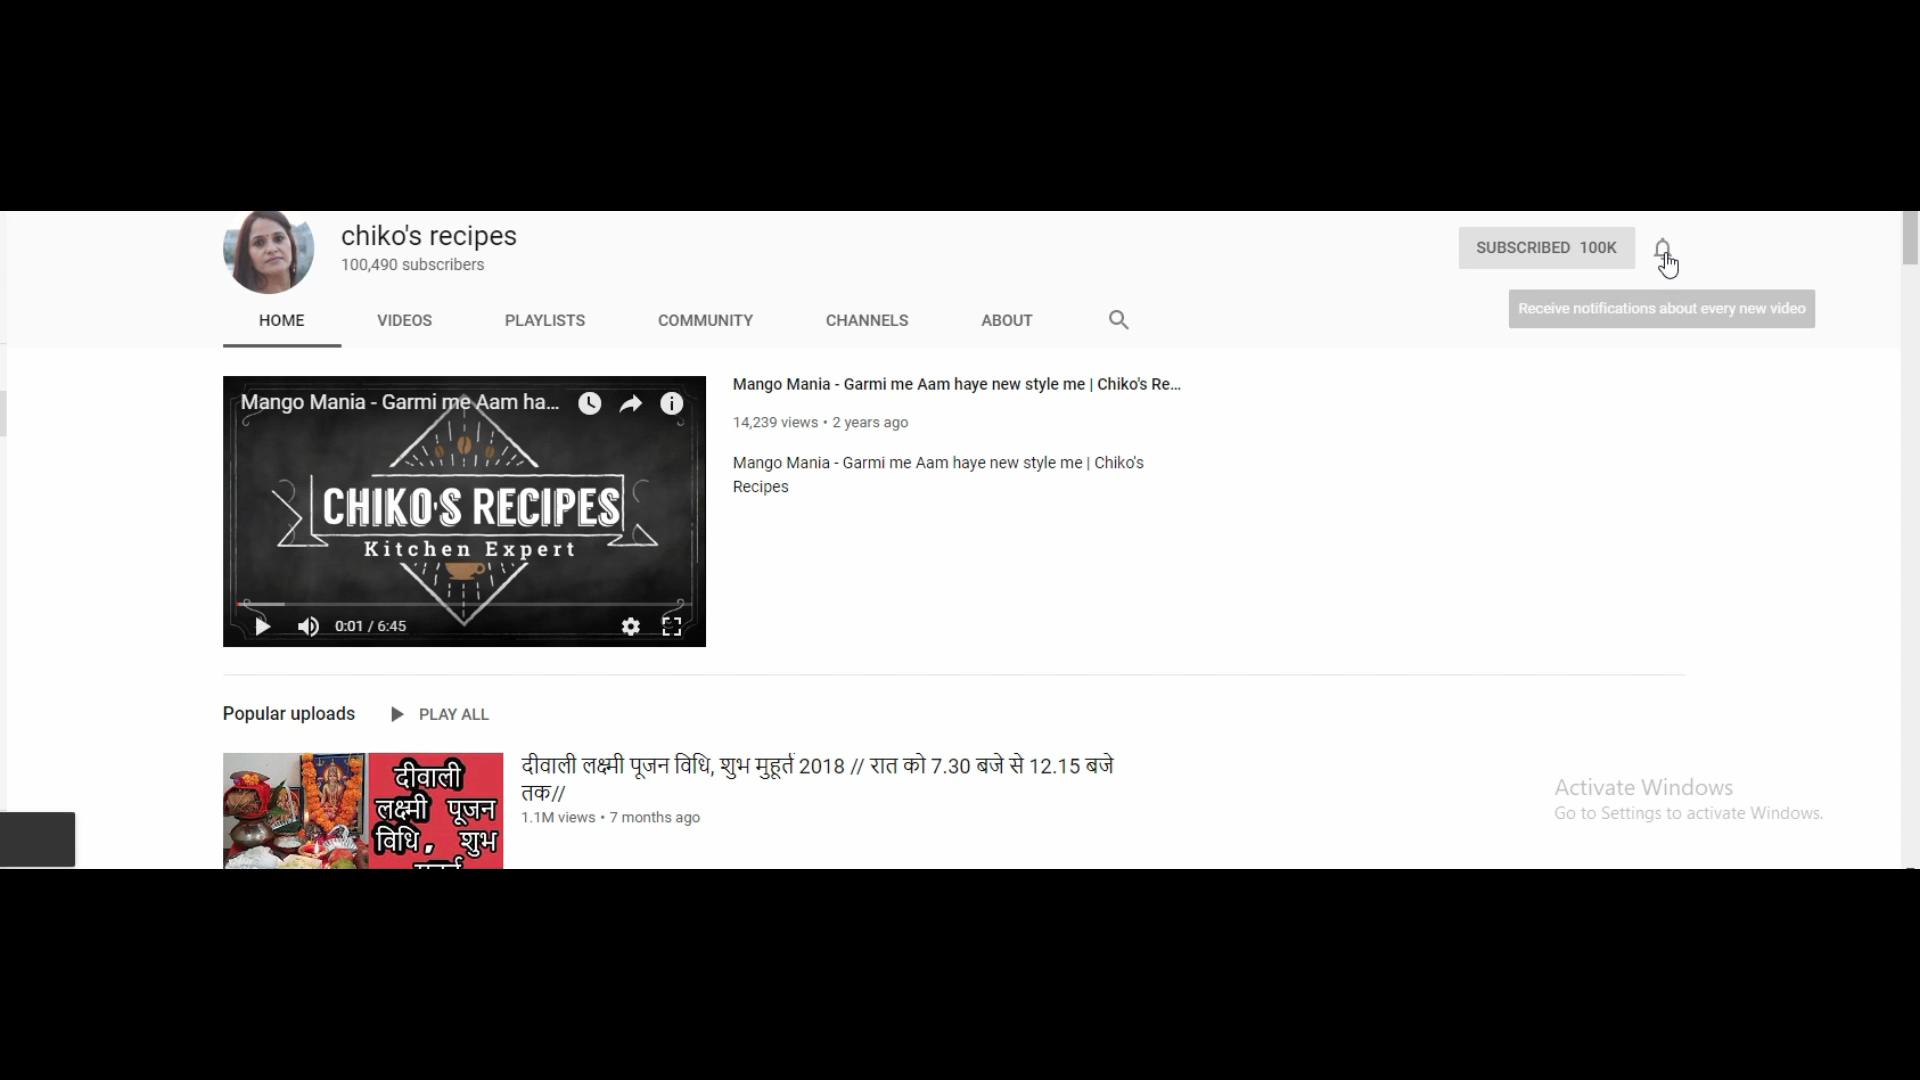 chiko's recipes
100,490 subscribers
SUBSCRIBED 100K
Receive notifications about every new video
HOME VIDEOS PLAYLISTS COMMUNITY CHANNELS ABOUT
Mango Mania - Garmi me Aam ha...
CHIKO'S RECIPES
Kitchen Expert
0:01 / 6:45
Mango Mania - Garmi me Aam haye new style me | Chiko's Re...
14,239 views • 2 years ago
Mango Mania - Garmi me Aam haye new style me | Chiko's
Recipes
Popular uploads PLAY ALL
दीवाली
लक्ष्मी पूजन
विधि, शुभ
दीवाली लक्ष्मी पूजन विधि, शुभ मुहूर्त 2018 // रात को 7.30 बजे से 12.15 बजे
तक//
1.1M views • 7 months ago
Activate Windows
Go to Settings to activate Windows.